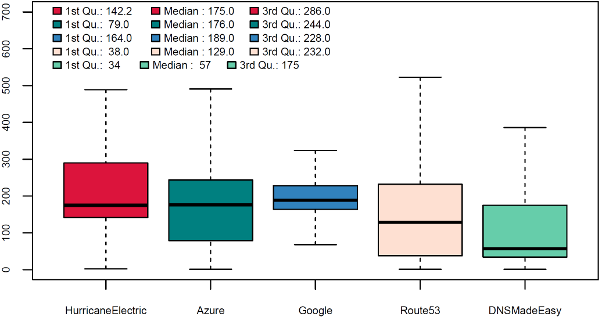 1st Qu.: 142.2 Median : 175.0 3rd Qu.: 286.0
1st Qu.: 79.0 Median : 176.0 3rd Qu.: 244.0
1st Qu.: 164.0 Median : 189.0 3rd Qu.: 228.0
1st Qu.: 38.0 Median : 129.0 3rd Qu.: 232.0
1st Qu.: 34 Median : 57 3rd Qu.: 175
700
600
500
400
300
200
100
0
HurricaneElectric Azure Google Route53 DNSMadeEasy